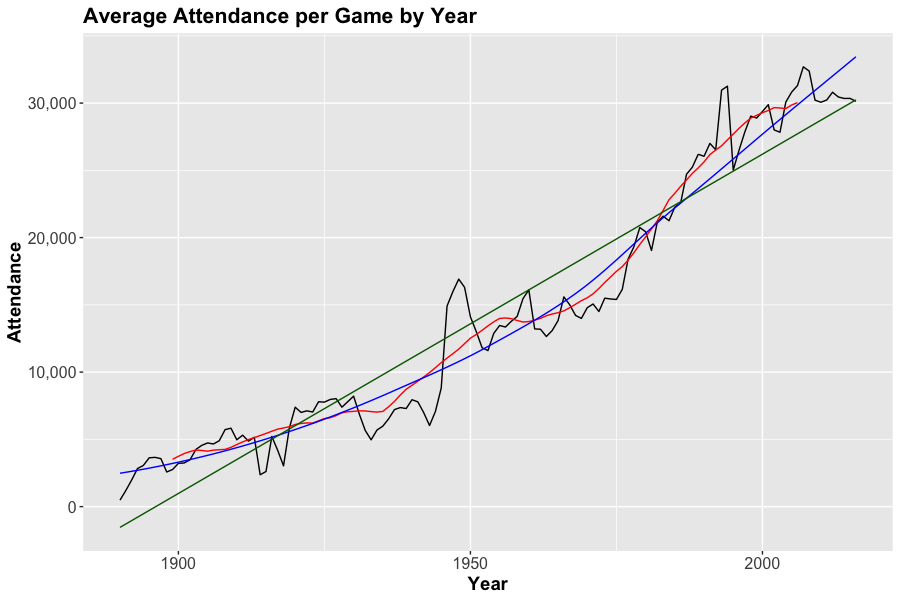 Average Attendance per Game by Year
Attendance
30,000
20,000
10,000
0
1900
1950
2000
Year